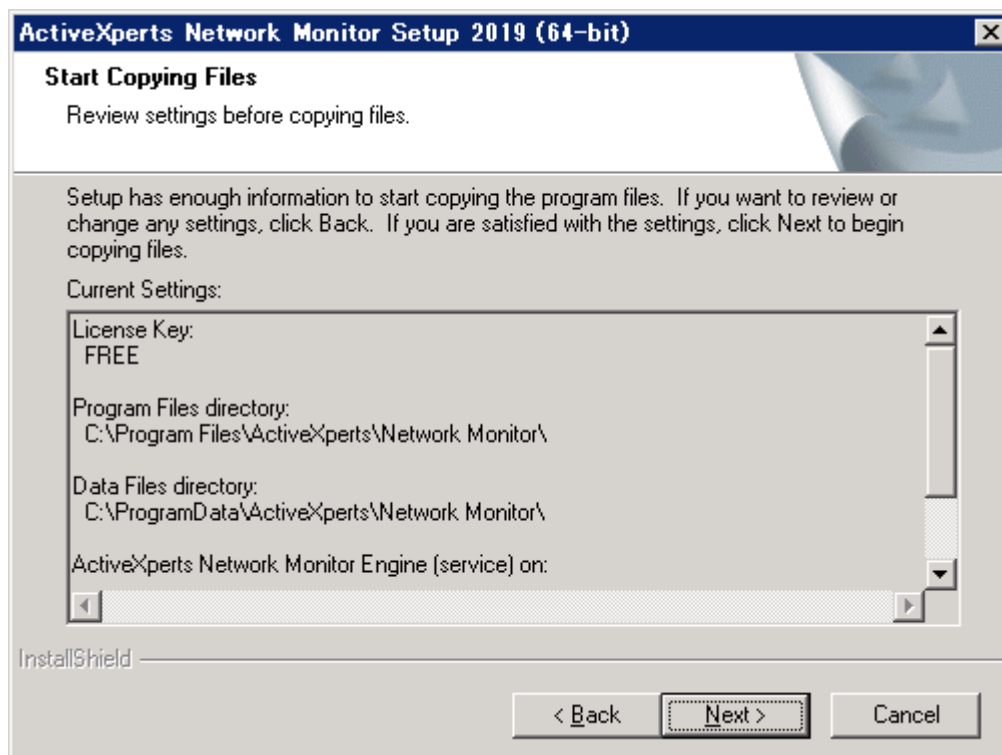 ActiveXperts Network Monitor Setup 2019 (64-bit)
Start Copying Files
Review settings before copying files.
Setup has enough information to start copying the program files.  If you want to review or
change any settings, click Back.  If you are satisfied with the settings, click Next to begin
copying files.
Current Settings:
License Key:
FREE
Program Files directory:
C:\Program Files\ActiveXperts\Network Monitor\
Data Files directory:
C:\ProgramData\ActiveXperts\Network Monitor\
ActiveXperts Network Monitor Engine (service) on:
InstallShield
< Back
Next >
Cancel